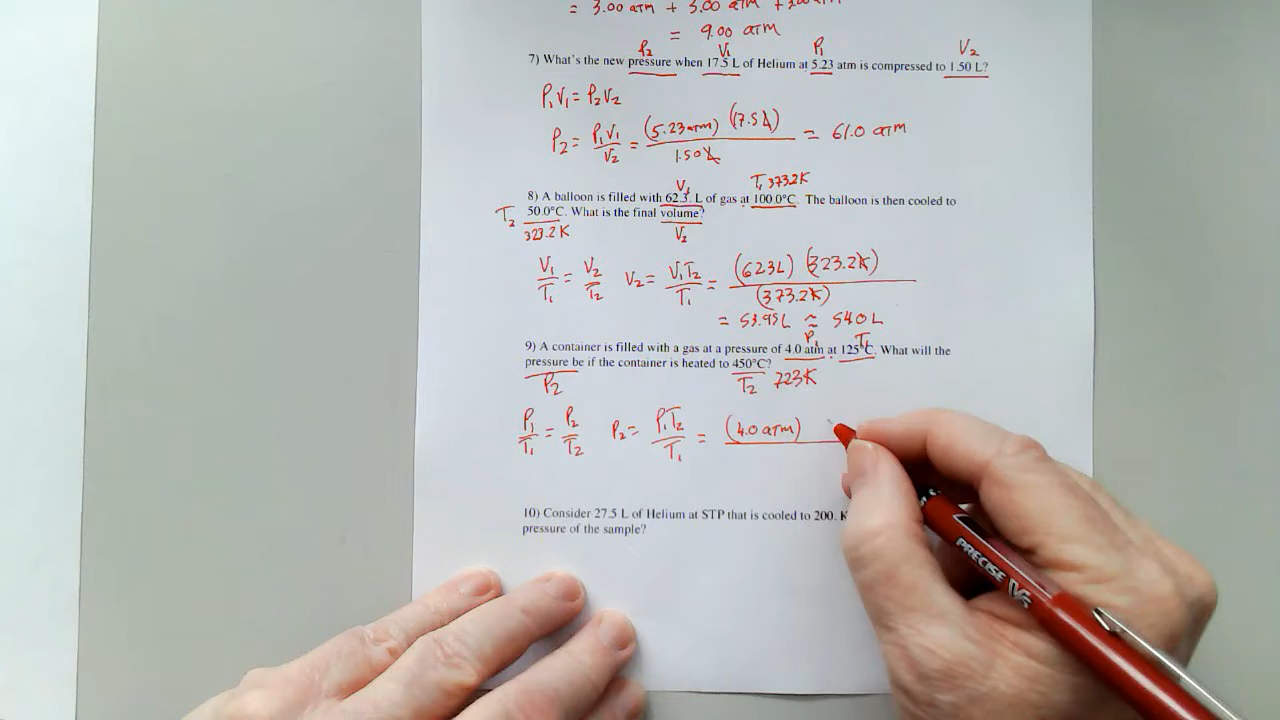 = 3.00 atm + 3.00 atm + 3.00 atm
= 9.00 atm
P2 V1 P1 V2
7) What's the new pressure when 17.5 L of Helium at 5.23 atm is compressed to 1.50 L?
P1V1 = P2V2
P2 = P1V1/V2 = (5.23 atm) (17.5 L)/1.50 L = 61.0 atm
V1 T1 373.2K
8) A balloon is filled with 62.3 L of gas at 100.0°C. The balloon is then cooled to
T2 50.0°C. What is the final volume?
323.2 K V2
V1/T1 = V2/T2 V2 = V1T2/T1 = (62.3L) (323.2K)/(373.2K)
= 53.95L ≈ 54.0 L
P1 T1
9) A container is filled with a gas at a pressure of 4.0 atm at 125°C. What will the
pressure be if the container is heated to 450°C?
P2 T2 723K
P1/T1 = P2/T2 P2 = P1T2/T1 = (4.0 atm)
10) Consider 27.5 L of Helium at STP that is cooled to 200. K
pressure of the sample?
PRECISE V5